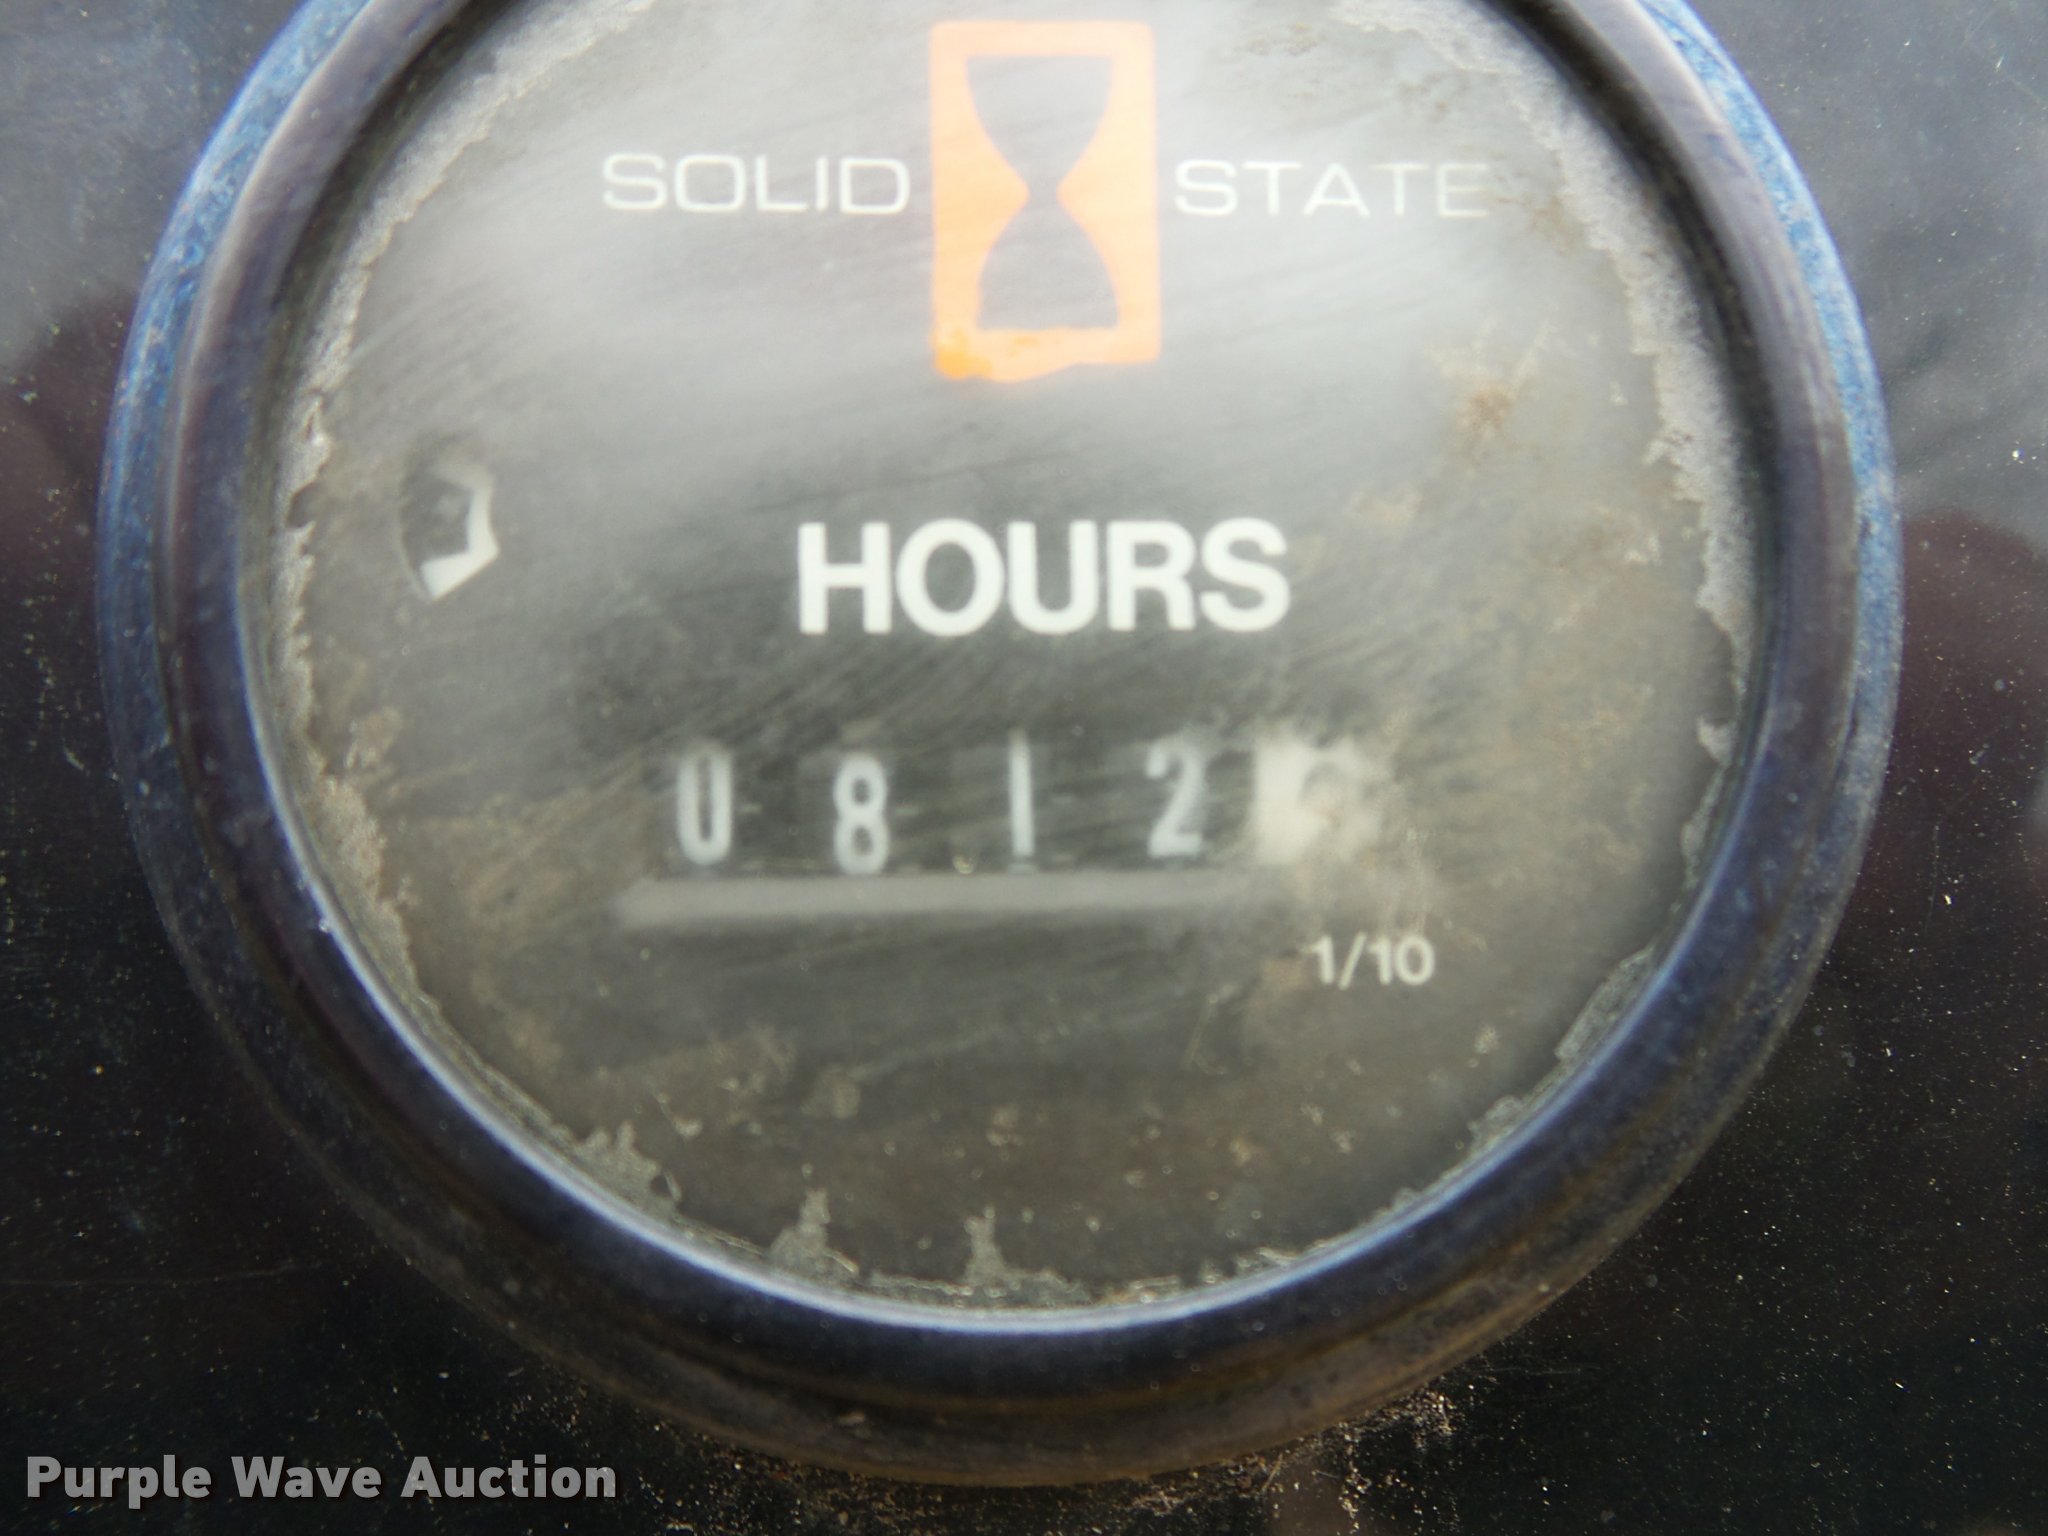 SOLID STATE
HOURS
0812
1/10
Purple Wave Auction